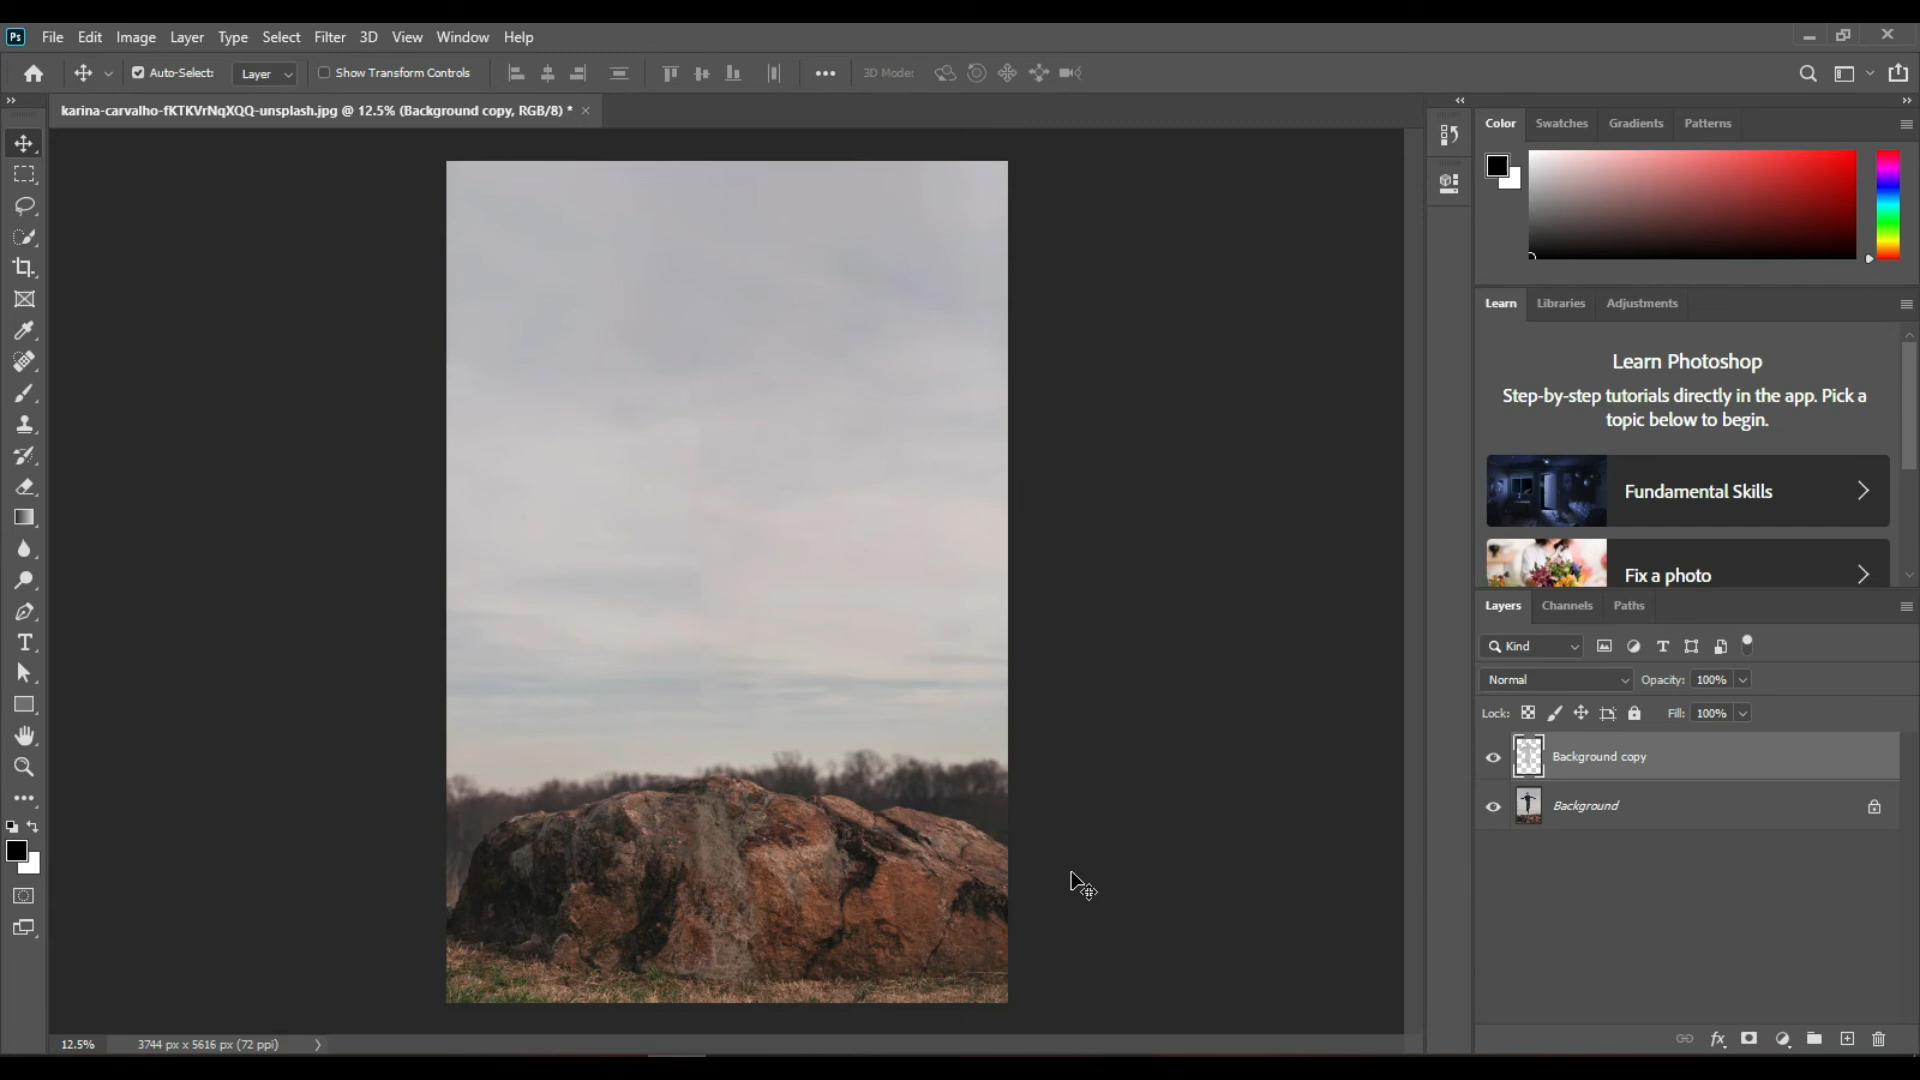 Ps File Edit Image Layer Type Select Filter 3D View Window Help
Auto-Select: Layer Show Transform Controls 3D Mode:
karina-carvalho-fKTKVrNqXQQ-unsplash.jpg @ 12.5% (Background copy, RGB/8) *
Color Swatches Gradients Patterns
Learn Libraries Adjustments
Learn Photoshop
Step-by-step tutorials directly in the app. Pick a
topic below to begin.
Fundamental Skills
Fix a photo
Layers Channels Paths
Kind
Normal Opacity: 100%
Lock: Fill: 100%
Background copy
Background
12.5% 3744 px x 5616 px (72 ppi)